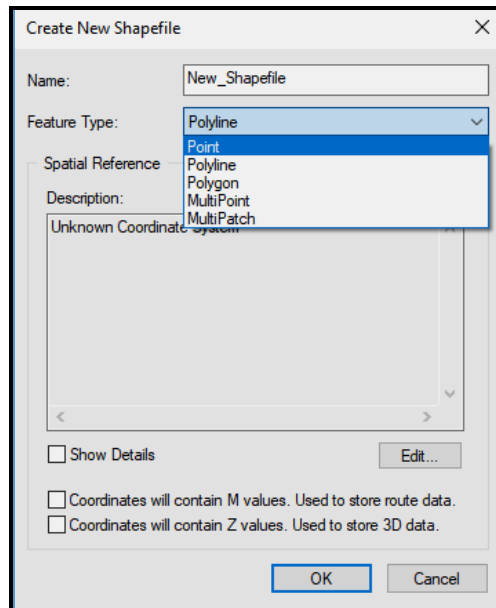 Create New Shapefile
Name: New_Shapefile
Feature Type: Polyline
Point
Polyline
Polygon
MultiPoint
MultiPatch
Spatial Reference
Description:
Unknown Coordinate System
Show Details
Edit...
Coordinates will contain M values. Used to store route data.
Coordinates will contain Z values. Used to store 3D data.
OK Cancel